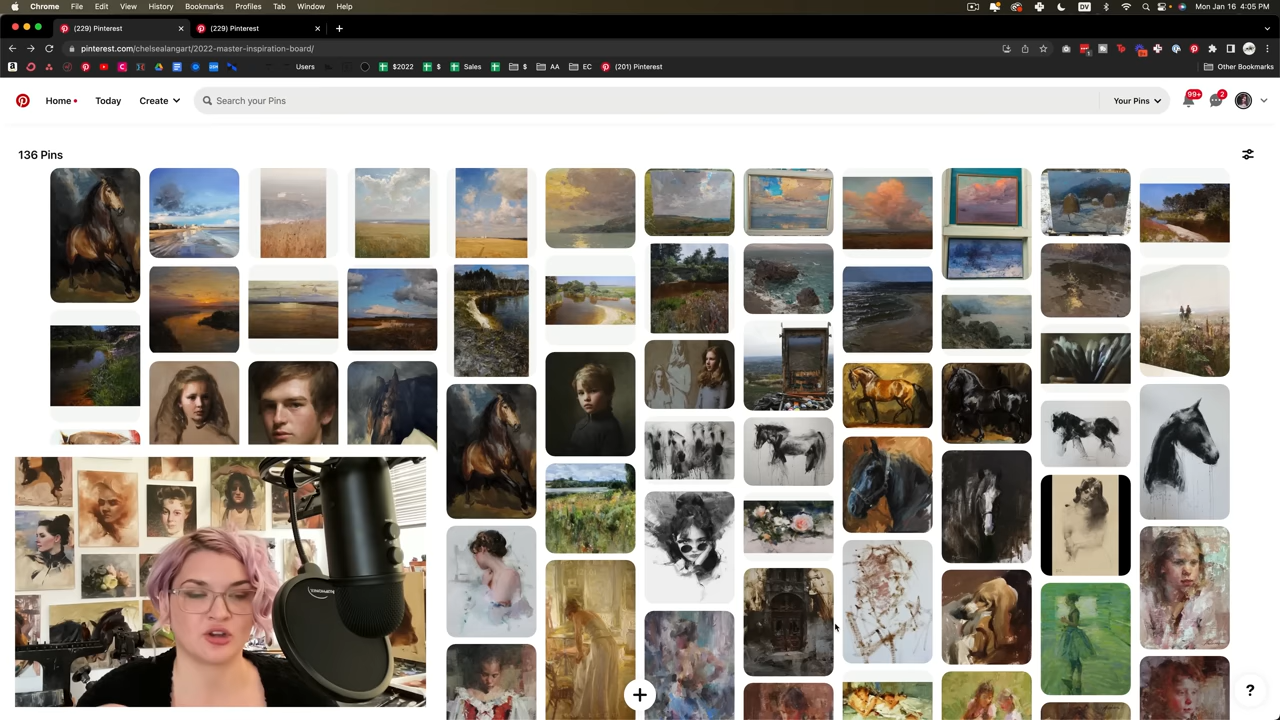 Chrome File Edit View History Bookmarks Profiles Tab Window Help
DV
Mon Jan 16 4:05 PM
(229) Pinterest
(229) Pinterest
pinterest.com/chelsealangart/2022-master-inspiration-board/
Users
$2022 $ Sales $ AA EC (201) Pinterest
Other Bookmarks
Home Today Create
Search your Pins
Your Pins
99+
2
136 Pins
?